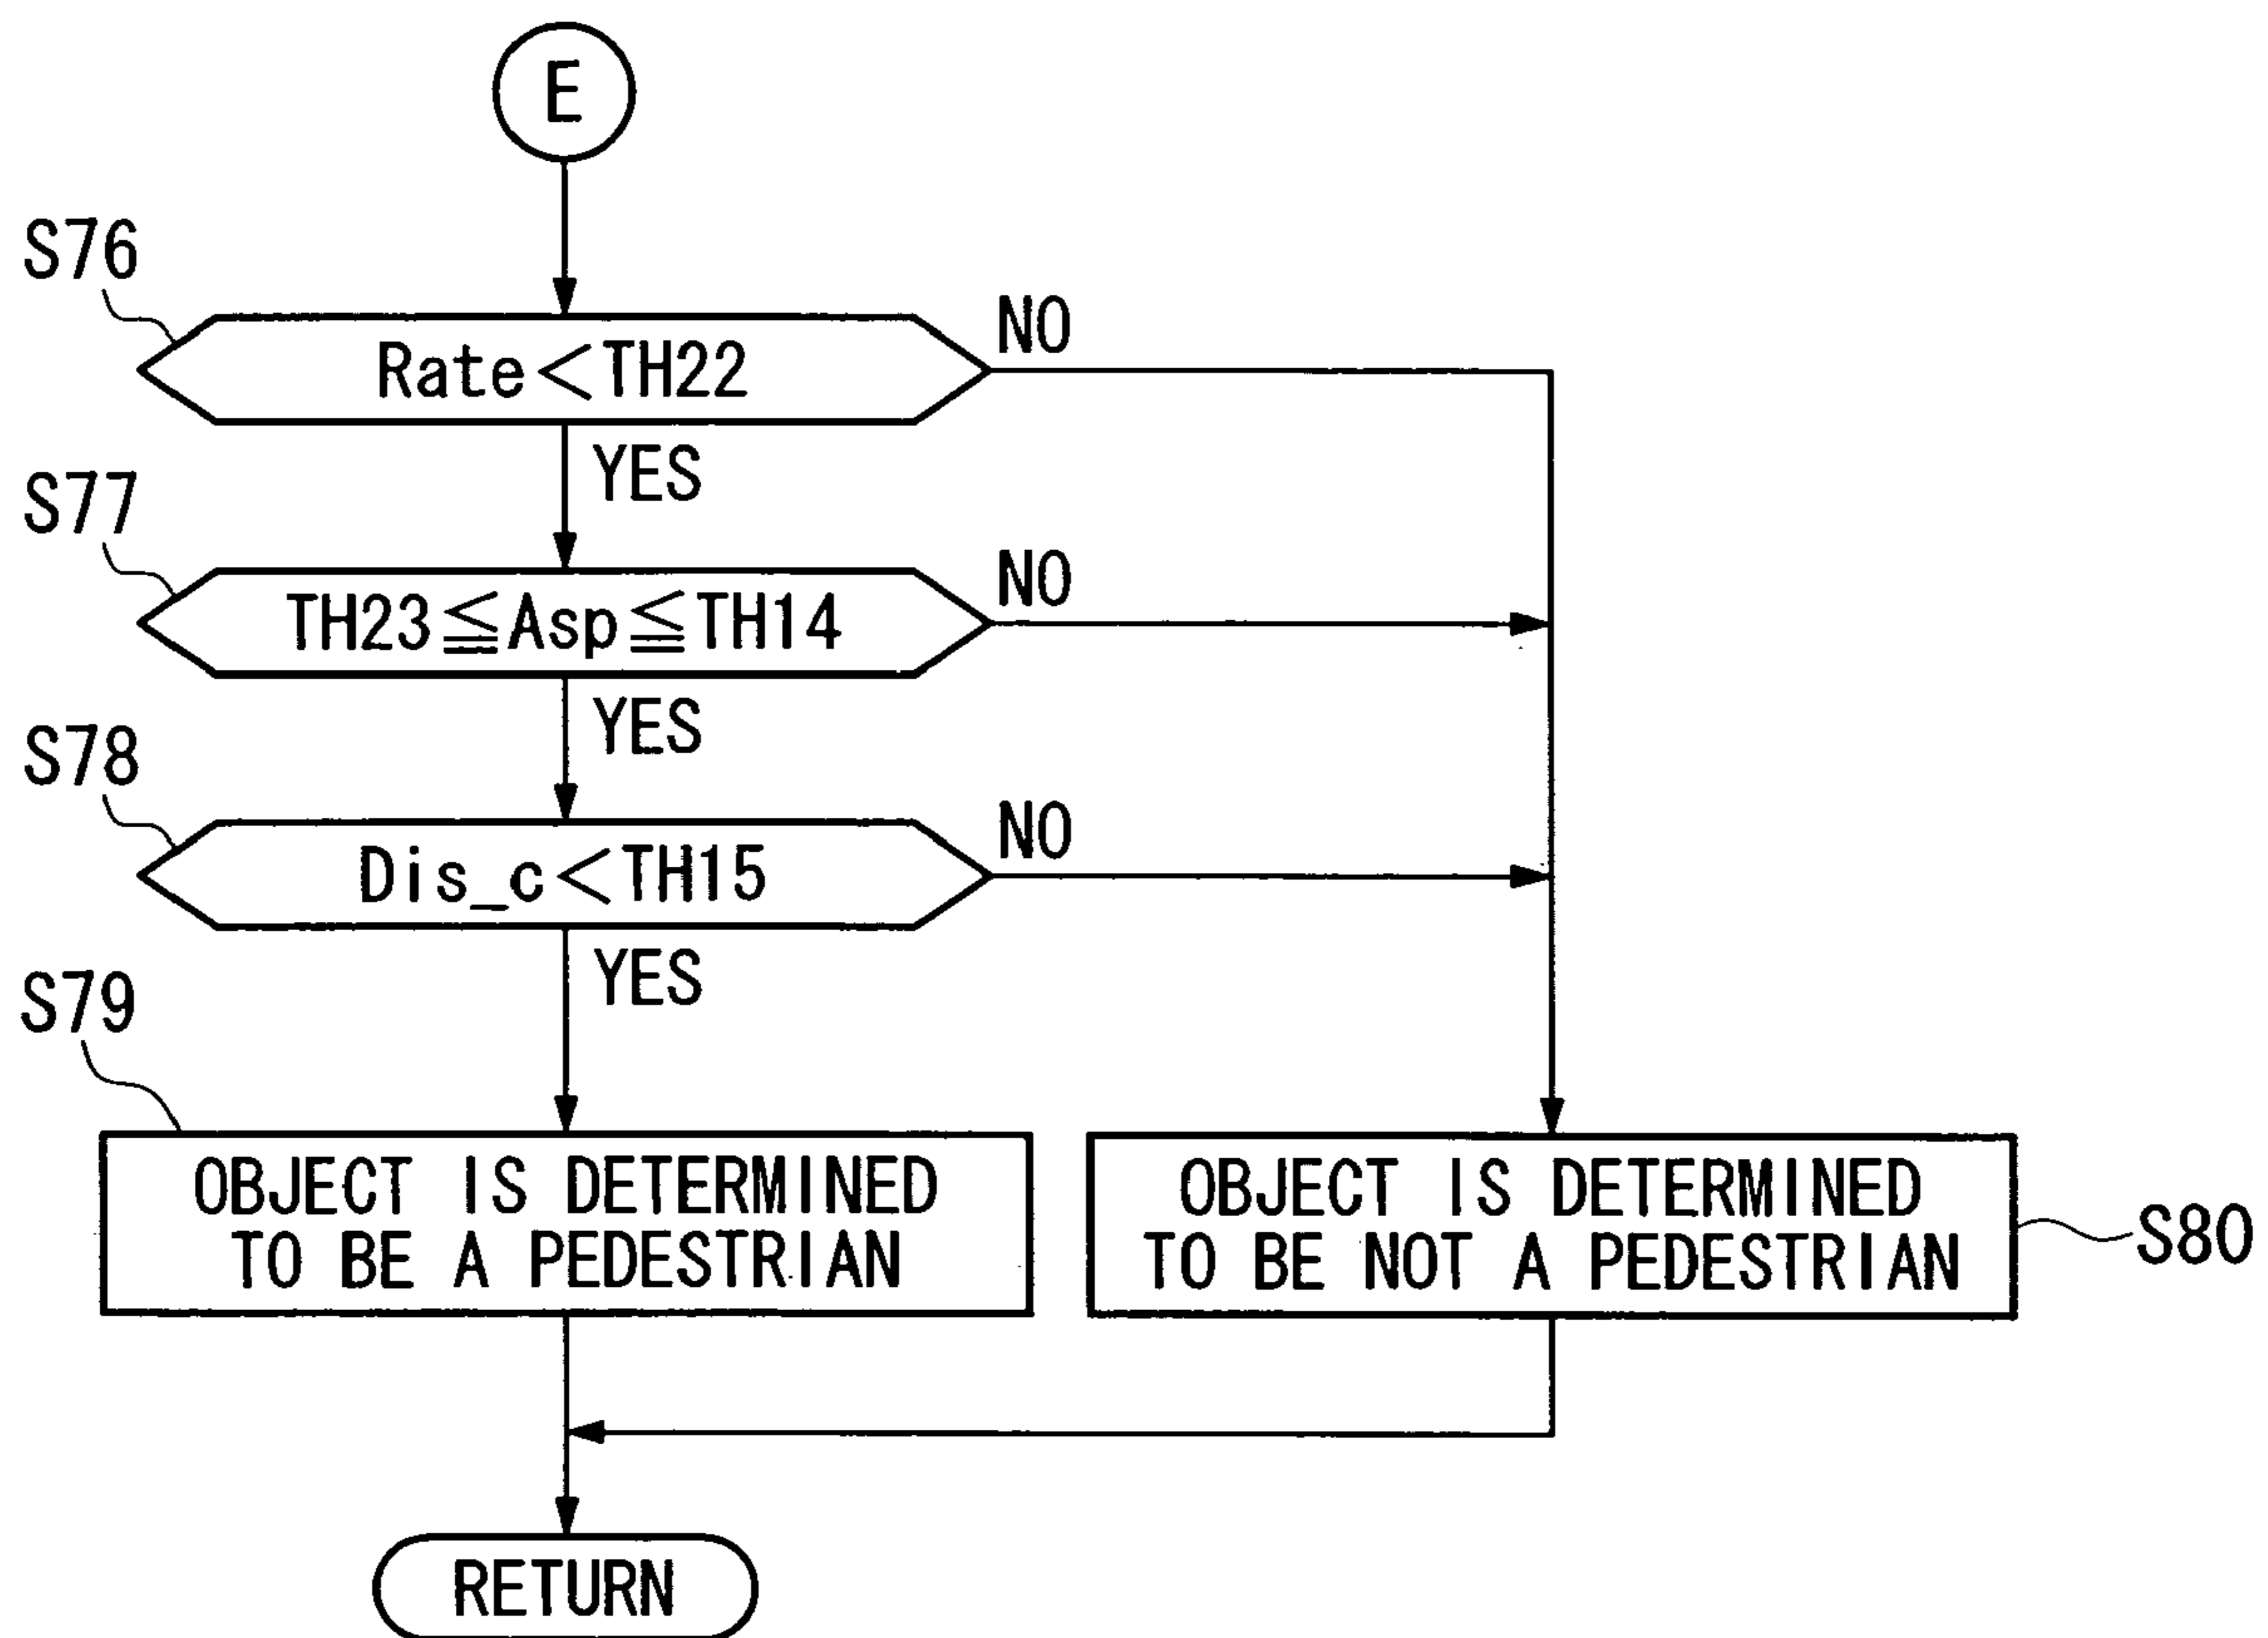 E
S76
Rate<TH22
NO
YES
S77
TH23≦Asp≦TH14
NO
YES
S78
Dis_c<TH15
NO
YES
S79
OBJECT IS DETERMINED
TO BE A PEDESTRIAN
OBJECT IS DETERMINED
TO BE NOT A PEDESTRIAN
S80
RETURN